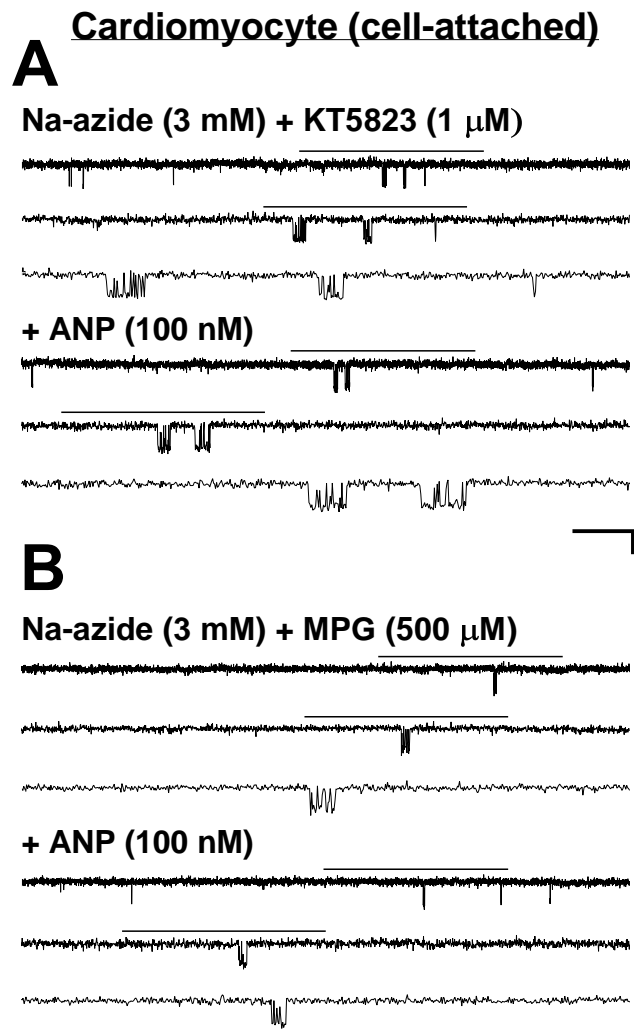 Cardiomyocyte (cell-attached)
A
Na-azide (3 mM) + KT5823 (1 μM)
+ ANP (100 nM)
B
Na-azide (3 mM) + MPG (500 μM)
+ ANP (100 nM)